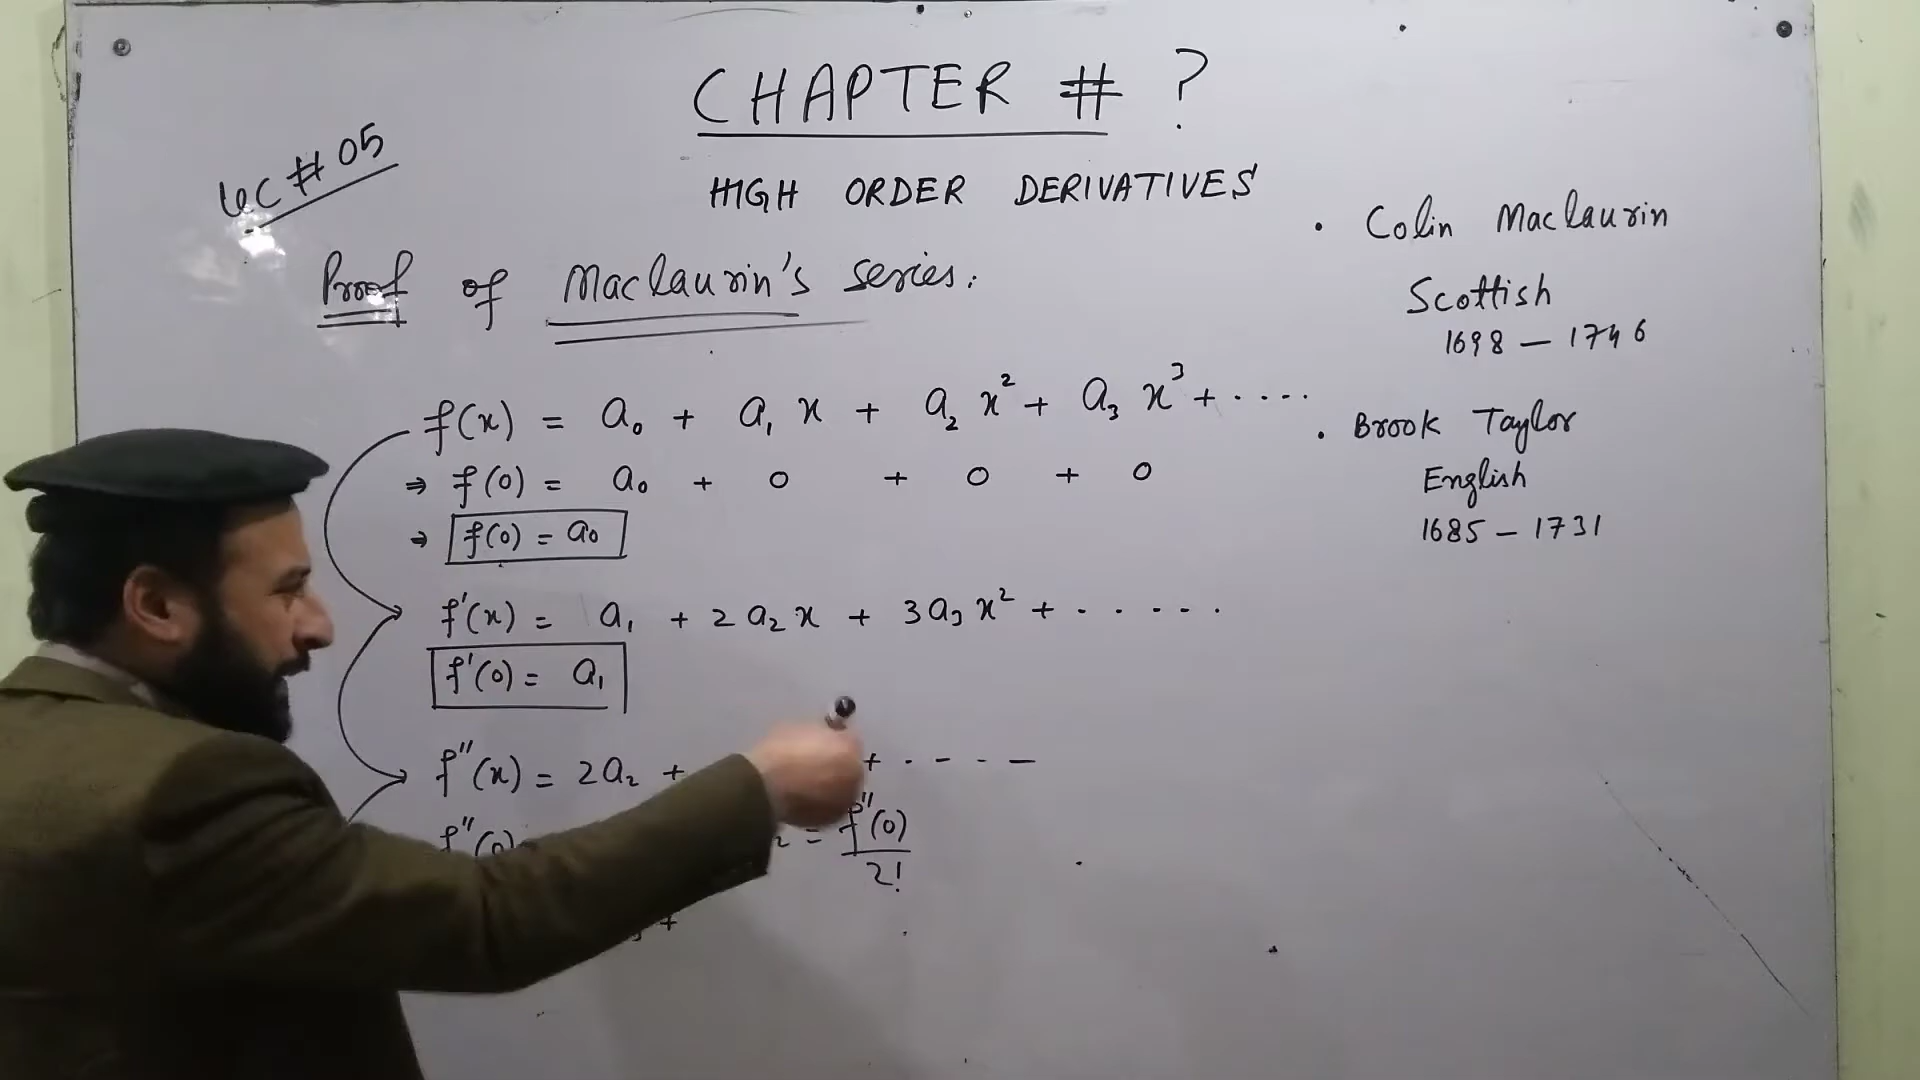 CHAPTER # ?
Lec # 05
HIGH ORDER DERIVATIVES
Proof of Maclaurin's series:
f(x) = a₀ + a₁ x + a₂ x² + a₃ x³ + ....
⇒ f(0) = a₀ + 0 + 0 + 0
⇒ f(0) = a₀
f'(x) = a₁ + 2 a₂ x + 3 a₃ x² + .....
f'(0) = a₁
f''(x) = 2a₂ + + . - - . -
f''(0) ₂ = f''(0)/2!
+
• Colin Maclaurin
Scottish
1698 – 1746
• Brook Taylor
English
1685 – 1731